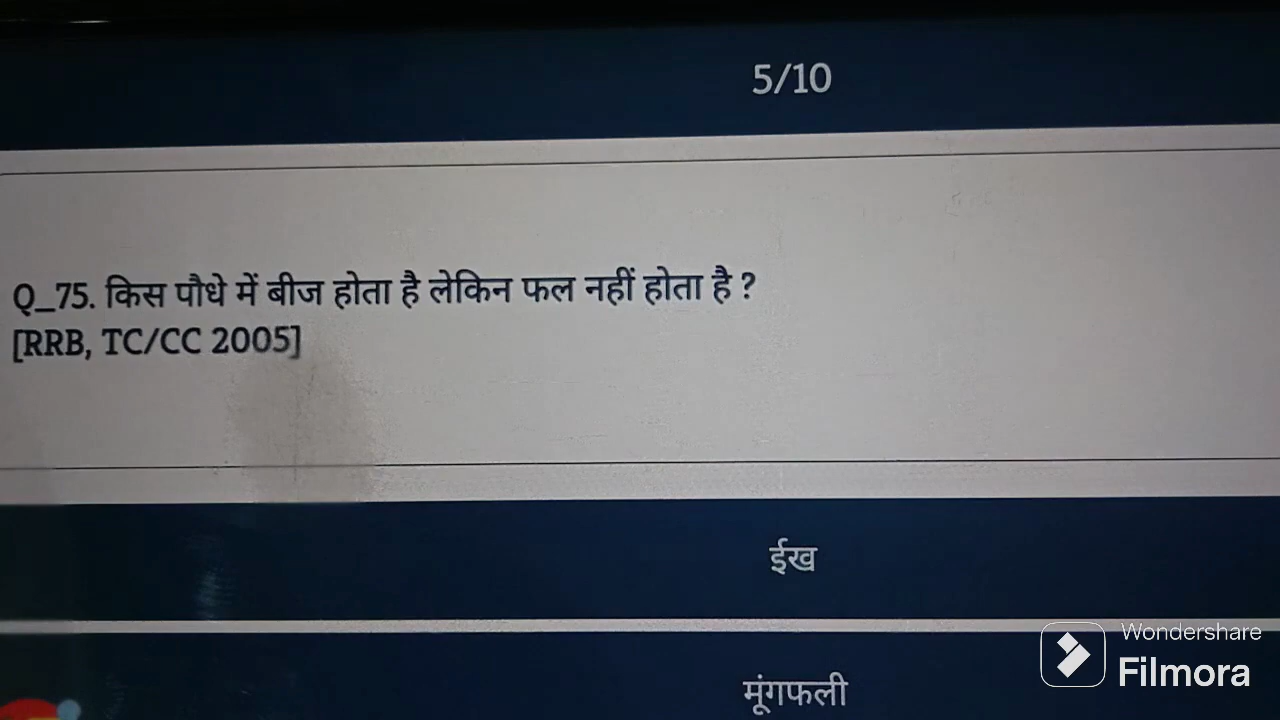 5/10
Q_75. किस पौधे में बीज होता है लेकिन फल नहीं होता है ?
[RRB, TC/CC 2005]
ईख
मूंगफली
Wondershare
Filmora